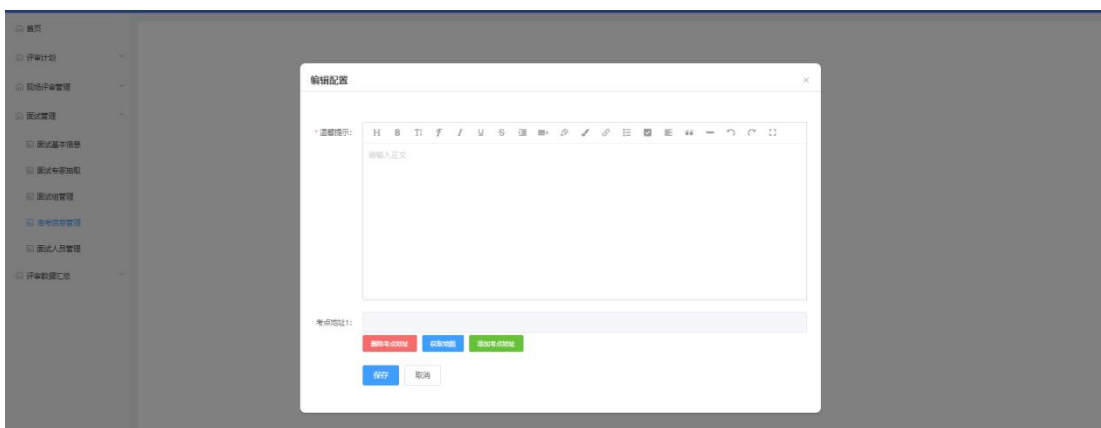 首页
评审计划
现场评审管理
面试管理
面试基本信息
面试专家抽取
面试组管理
准考信息管理
面试人员管理
评审数据汇总
编辑配置
*温馨提示:
H B TI F I U S
请输入正文
考点地址1:
删除考点地址 获取地图 添加考点地址
保存 取消